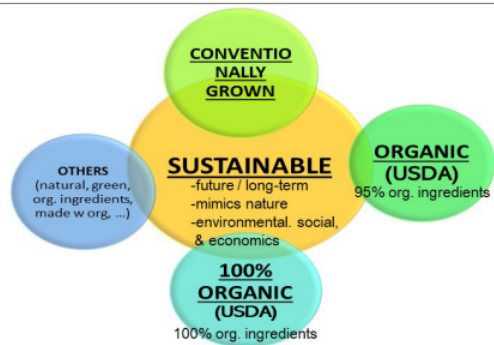 CONVENTIO
NALLY
GROWN
OTHERS
(natural, green,
org. ingredients,
made w org, ...)
SUSTAINABLE
-future / long-term
-mimics nature
-environmental. social,
& economics
ORGANIC
(USDA)
95% org. ingredients
100%
ORGANIC
(USDA)
100% org. ingredients